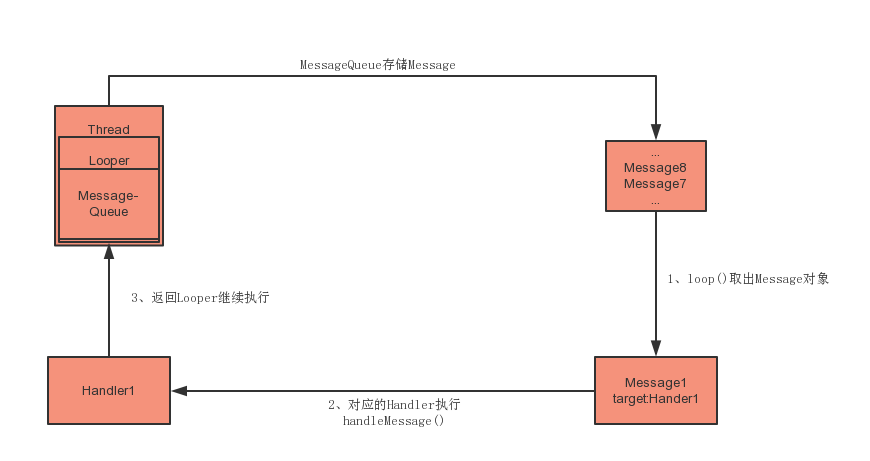 MessageQueue存储Message
Thread
Looper
Message-
Queue
...
Message8
Message7
...
1、loop()取出Message对象
3、返回Looper继续执行
Handler1
2、对应的Handler执行
handleMessage()
Message1
target:Hander1